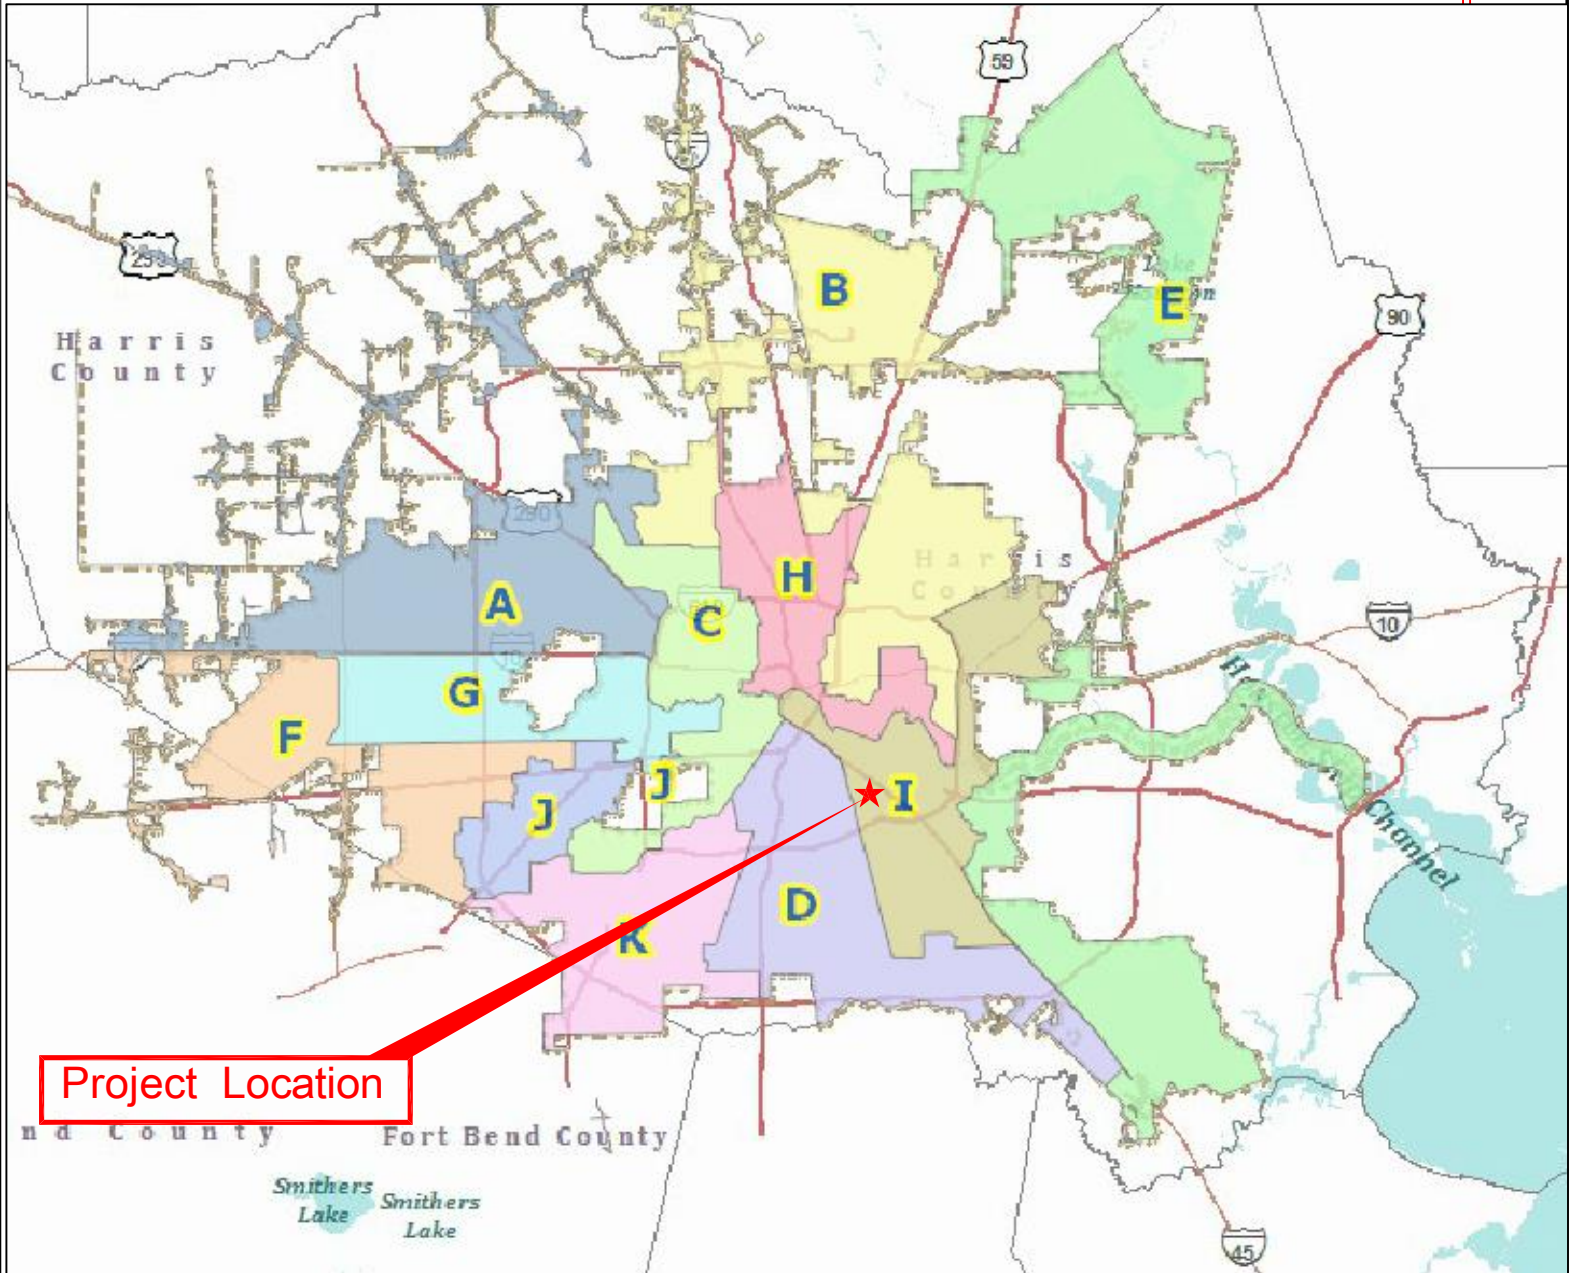 59
B
E
90
Harris
County
290
A
H
Harris
County
C
10
G
F
J
J
I
D
K
Channel
Project Location
nd County
Fort Bend County
Smithers
Lake
Smithers
Lake
45